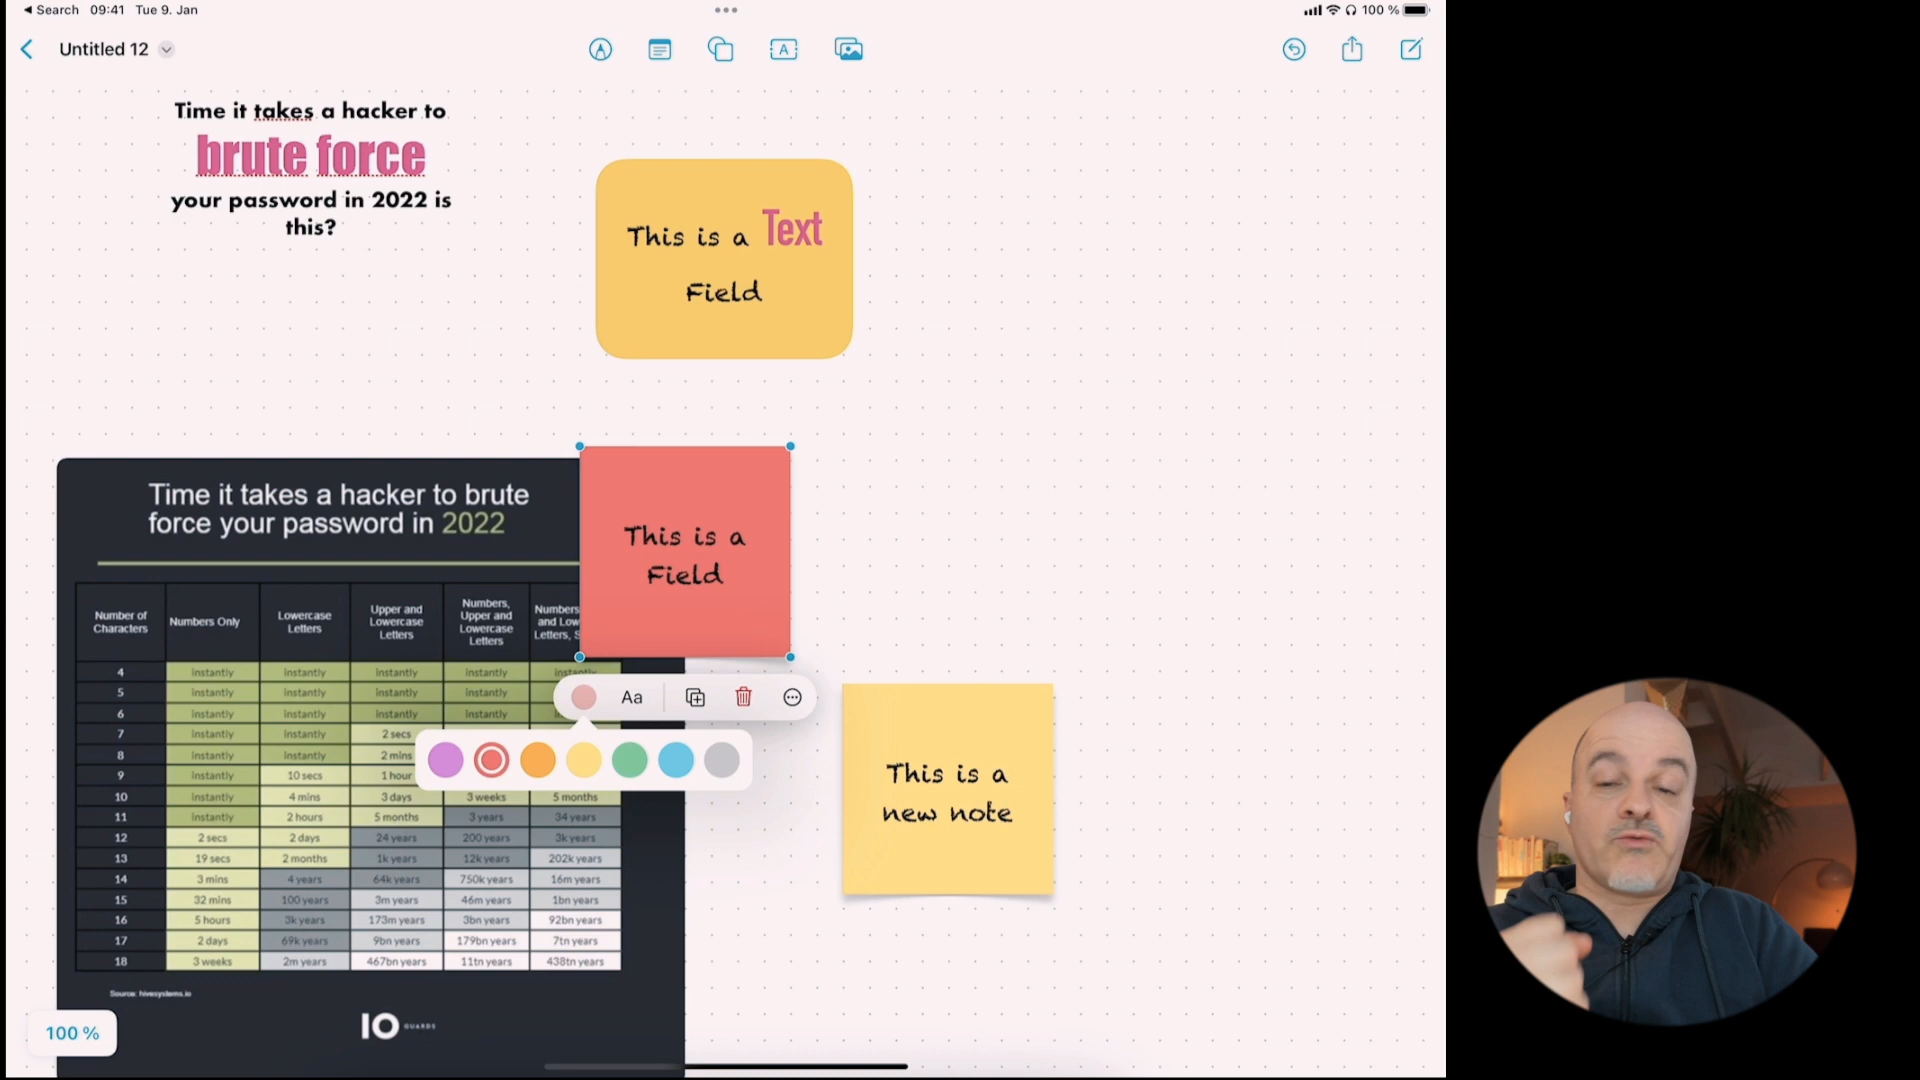 Search 09:41 Tue 9. Jan
100 %
Untitled 12
A
Time it takes a hacker to
brute force
your password in 2022 is
this?
This is a Text
Field
Time it takes a hacker to brute
force your password in 2022
This is a
Field
Number of Characters Numbers Only Lowercase Letters Upper and Lowercase Letters Numbers, Upper and Lowercase Letters Numbers and Low Letters, S
4 instantly instantly instantly instantly instantly
5 instantly instantly instantly instantly
6 instantly instantly instantly instantly
7 instantly instantly 2 secs
8 instantly instantly 2 mins
9 instantly 10 secs 1 hour
10 instantly 4 mins 3 days 3 weeks 5 months
11 instantly 2 hours 5 months 3 years 34 years
12 2 secs 2 days 24 years 200 years 3k years
13 19 secs 2 months 1k years 12k years 202k years
14 3 mins 4 years 64k years 750k years 16m years
15 32 mins 100 years 3m years 46m years 1bn years
16 5 hours 3k years 173m years 3bn years 92bn years
17 2 days 69k years 9bn years 179bn years 7tn years
18 3 weeks 2m years 467bn years 11tn years 438tn years
Aa
This is a
new note
Source: hivesystems.io
IO GUARDS
100 %